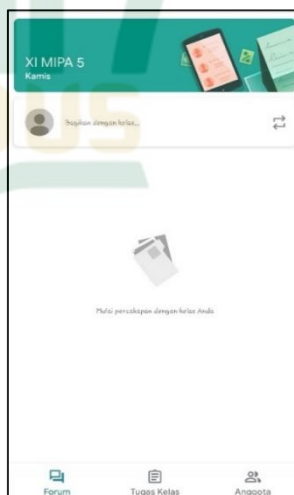 XI MIPA 5
Kamis
Bagikan dengan kelas...
Mulai percakapan dengan kelas Anda
Forum
Tugas Kelas
Anggota